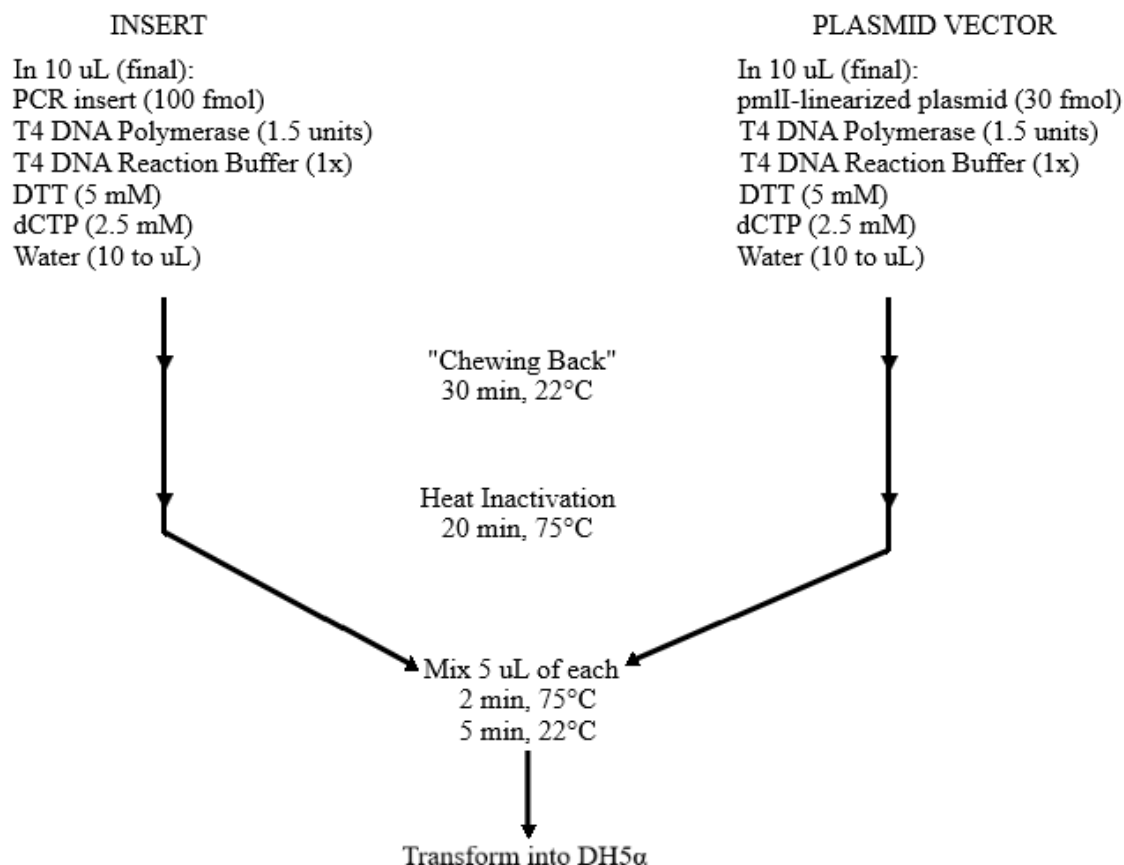 INSERT
In 10 uL (final):
PCR insert (100 fmol)
T4 DNA Polymerase (1.5 units)
T4 DNA Reaction Buffer (1x)
DTT (5 mM)
dCTP (2.5 mM)
Water (10 to uL)
PLASMID VECTOR
In 10 uL (final):
pmlI-linearized plasmid (30 fmol)
T4 DNA Polymerase (1.5 units)
T4 DNA Reaction Buffer (1x)
DTT (5 mM)
dCTP (2.5 mM)
Water (10 to uL)
"Chewing Back"
30 min, 22°C
Heat Inactivation
20 min, 75°C
Mix 5 uL of each
2 min, 75°C
5 min, 22°C
Transform into DH5α